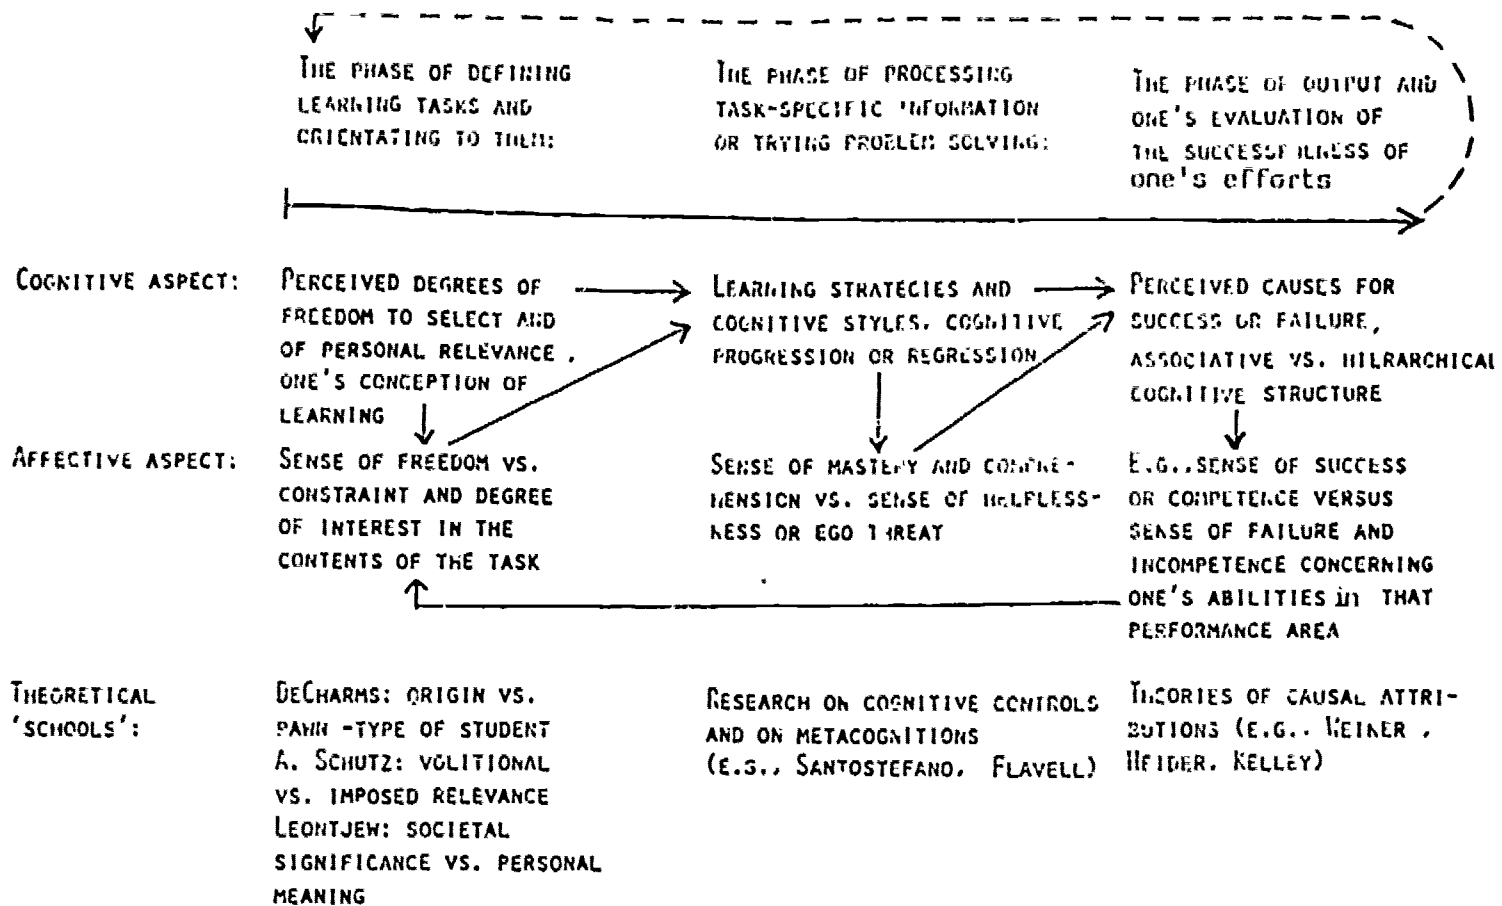 THE PHASE OF DEFINING
LEARNING TASKS AND
ORIENTATING TO THEM:
THE PHASE OF PROCESSING
TASK-SPECIFIC INFORMATION
OR TRYING PROBLEM SOLVING:
THE PHASE OF OUTPUT AND
ONE'S EVALUATION OF
THE SUCCESSFULNESS OF
one's efforts
COGNITIVE ASPECT:
PERCEIVED DEGREES OF
FREEDOM TO SELECT AND
OF PERSONAL RELEVANCE,
ONE'S CONCEPTION OF
LEARNING
LEARNING STRATEGIES AND
COGNITIVE STYLES, COGNITIVE
PROGRESSION OR REGRESSION
PERCEIVED CAUSES FOR
SUCCESS OR FAILURE,
ASSOCIATIVE VS. HIERARCHICAL
COGNITIVE STRUCTURE
AFFECTIVE ASPECT:
SENSE OF FREEDOM VS.
CONSTRAINT AND DEGREE
OF INTEREST IN THE
CONTENTS OF THE TASK
SENSE OF MASTERY AND COMPRE-
HENSION VS. SENSE OF HELPLESS-
NESS OR EGO THREAT
E.G., SENSE OF SUCCESS
OR COMPETENCE VERSUS
SENSE OF FAILURE AND
INCOMPETENCE CONCERNING
ONE'S ABILITIES in THAT
PERFORMANCE AREA
THEORETICAL
'SCHOOLS':
DECHARMS: ORIGIN VS.
PAWN -TYPE OF STUDENT
A. SCHUTZ: VOLITIONAL
VS. IMPOSED RELEVANCE
LEONTJEW: SOCIETAL
SIGNIFICANCE VS. PERSONAL
MEANING
RESEARCH ON COGNITIVE CONTROLS
AND ON METACOGNITIONS
(E.G., SANTOSTEFANO, FLAVELL)
THEORIES OF CAUSAL ATTRI-
BUTIONS (E.G., WEINER,
HEIDER, KELLEY)